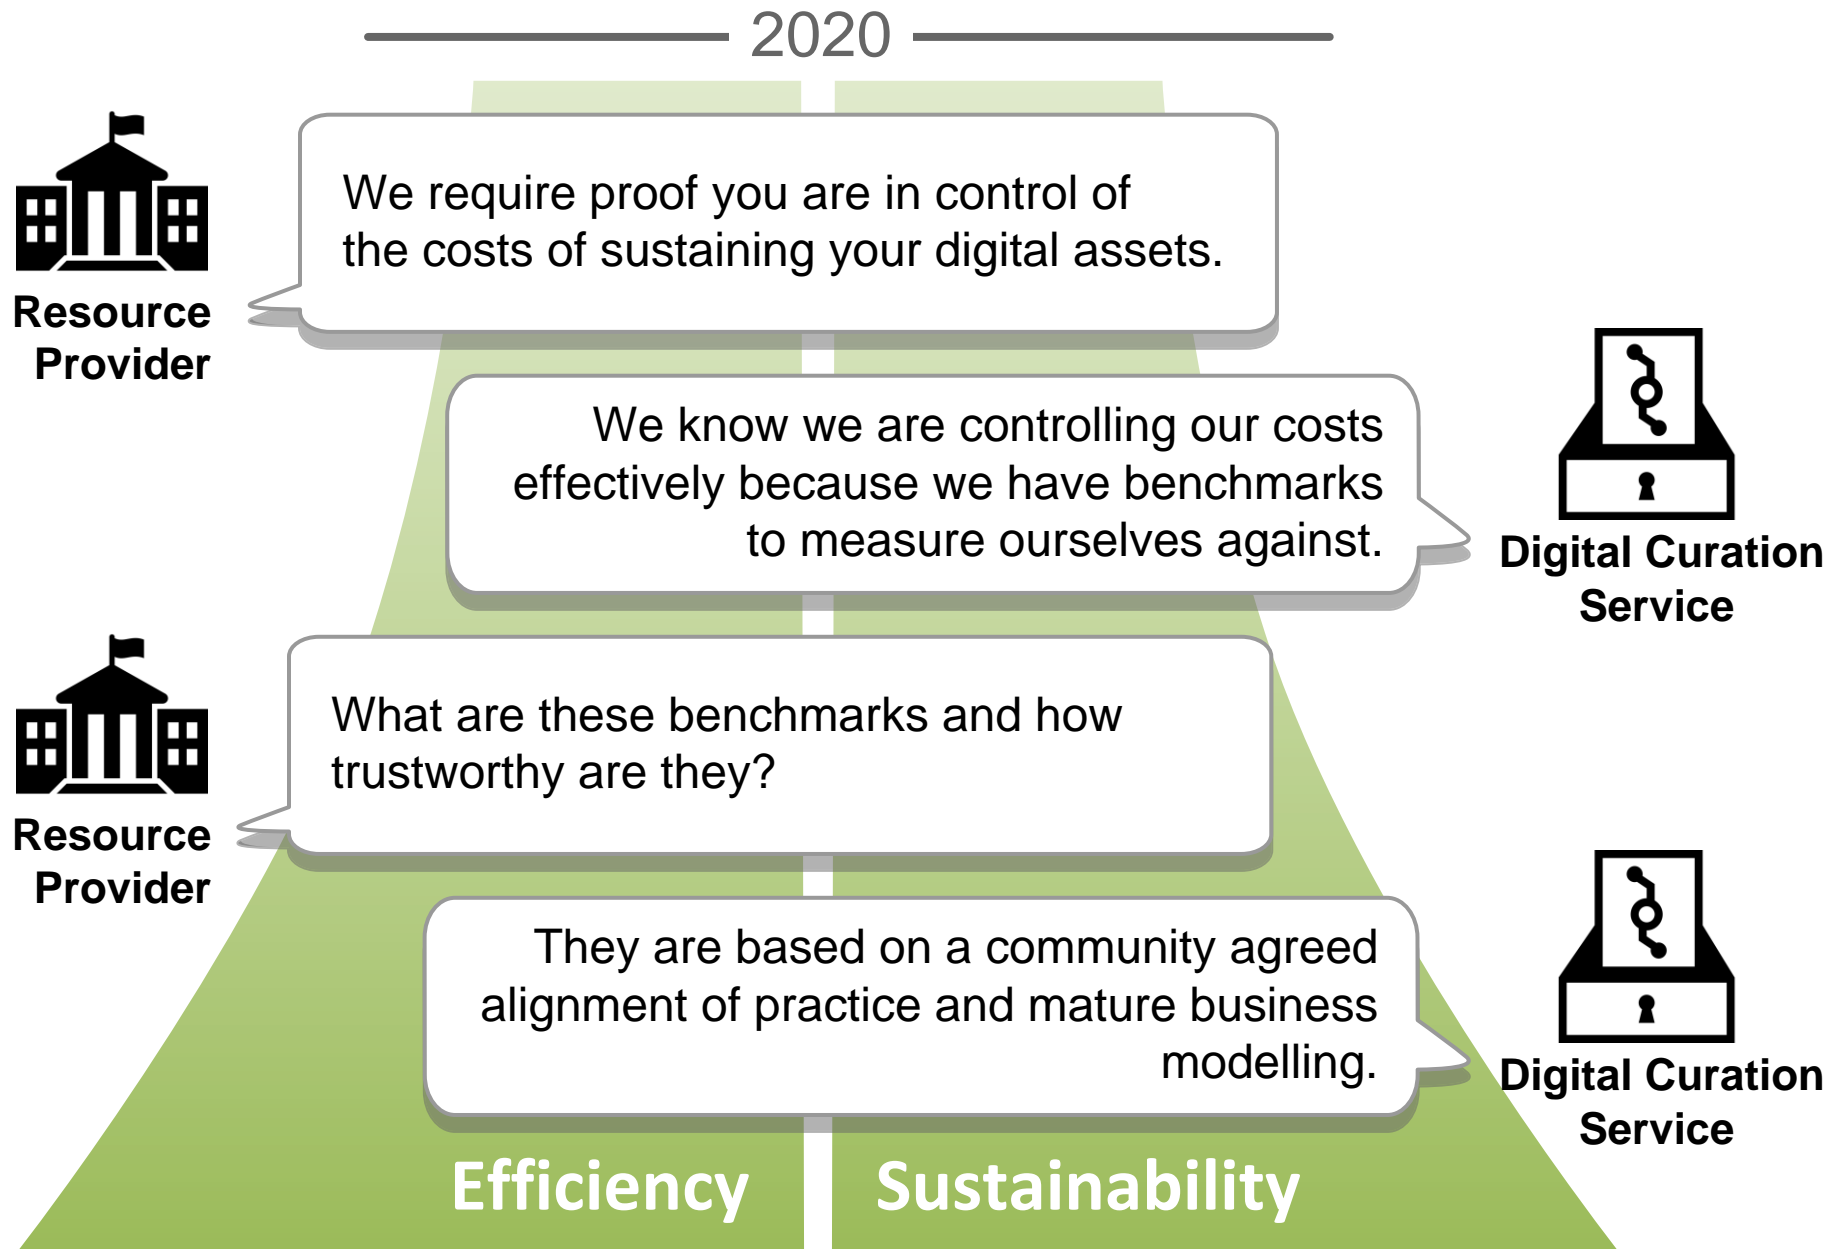 2020
We require proof you are in control of
the costs of sustaining your digital assets.
Resource
Provider
We know we are controlling our costs
effectively because we have benchmarks
to measure ourselves against.
Digital Curation
Service
What are these benchmarks and how
trustworthy are they?
Resource
Provider
They are based on a community agreed
alignment of practice and mature business
modelling.
Digital Curation
Service
Efficiency
Sustainability